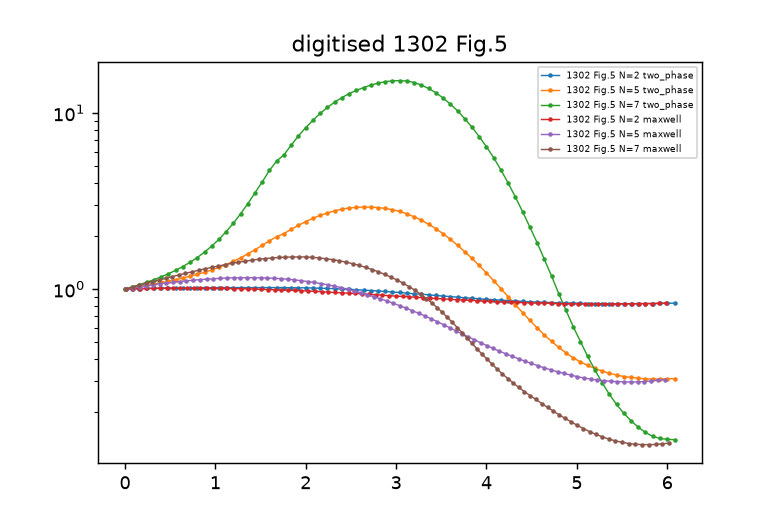 digitised 1302 Fig.5
1302 Fig.5 N=2 two_phase
1302 Fig.5 N=5 two_phase
1302 Fig.5 N=7 two_phase
1302 Fig.5 N=2 maxwell
1302 Fig.5 N=5 maxwell
1302 Fig.5 N=7 maxwell
10¹
10⁰
0 1 2 3 4 5 6